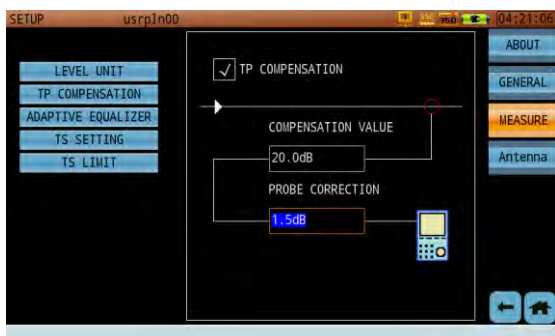 SETUP usrpIn00 04:21:06
LEVEL UNIT
TP COMPENSATION
ADAPTIVE EQUALIZER
TS SETTING
TS LIMIT
TP COMPENSATION
COMPENSATION VALUE
20.0dB
PROBE CORRECTION
1.5dB
ABOUT
GENERAL
MEASURE
Antenna